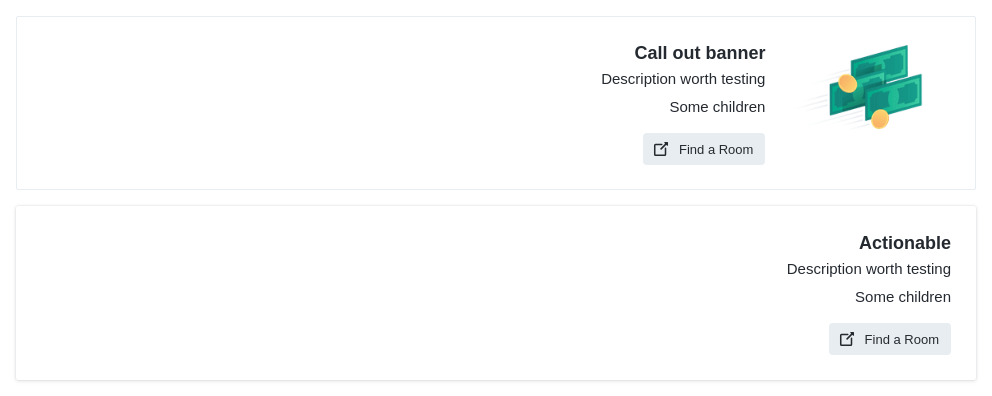 Call out banner
Description worth testing
Some children
Find a Room
Actionable
Description worth testing
Some children
Find a Room